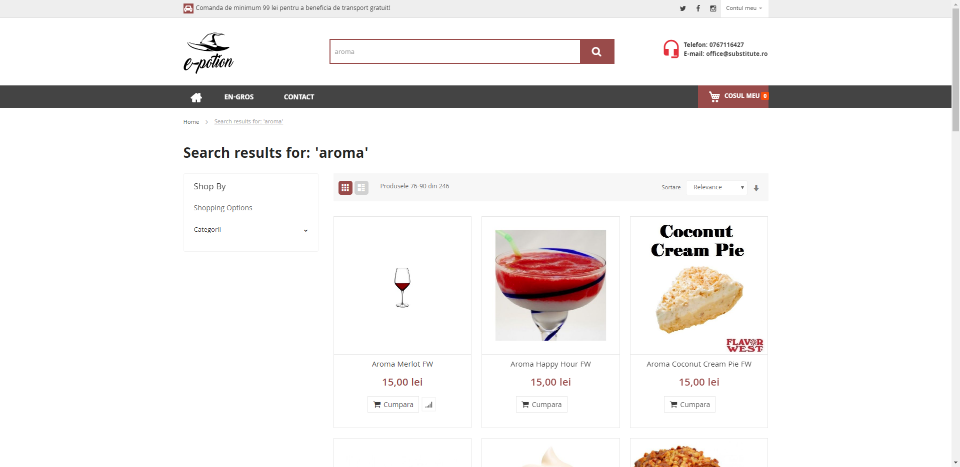 Comanda de minimum 99 lei pentru a beneficia de transport gratuit!
Contul meu
e-potion
aroma
Telefon: 0767116427
E-mail: office@substitute.ro
EN-GROS
CONTACT
COSUL MEU 0
Home > Search results for: 'aroma'
Search results for: 'aroma'
Shop By
Shopping Options
Categorii
Produsele 76-90 din 246
Sortare
Relevance
Coconut
Cream Pie
FLAVOR
WEST
Aroma Merlot FW
Aroma Happy Hour FW
Aroma Coconut Cream Pie FW
15,00 lei
15,00 lei
15,00 lei
Cumpara
Cumpara
Cumpara